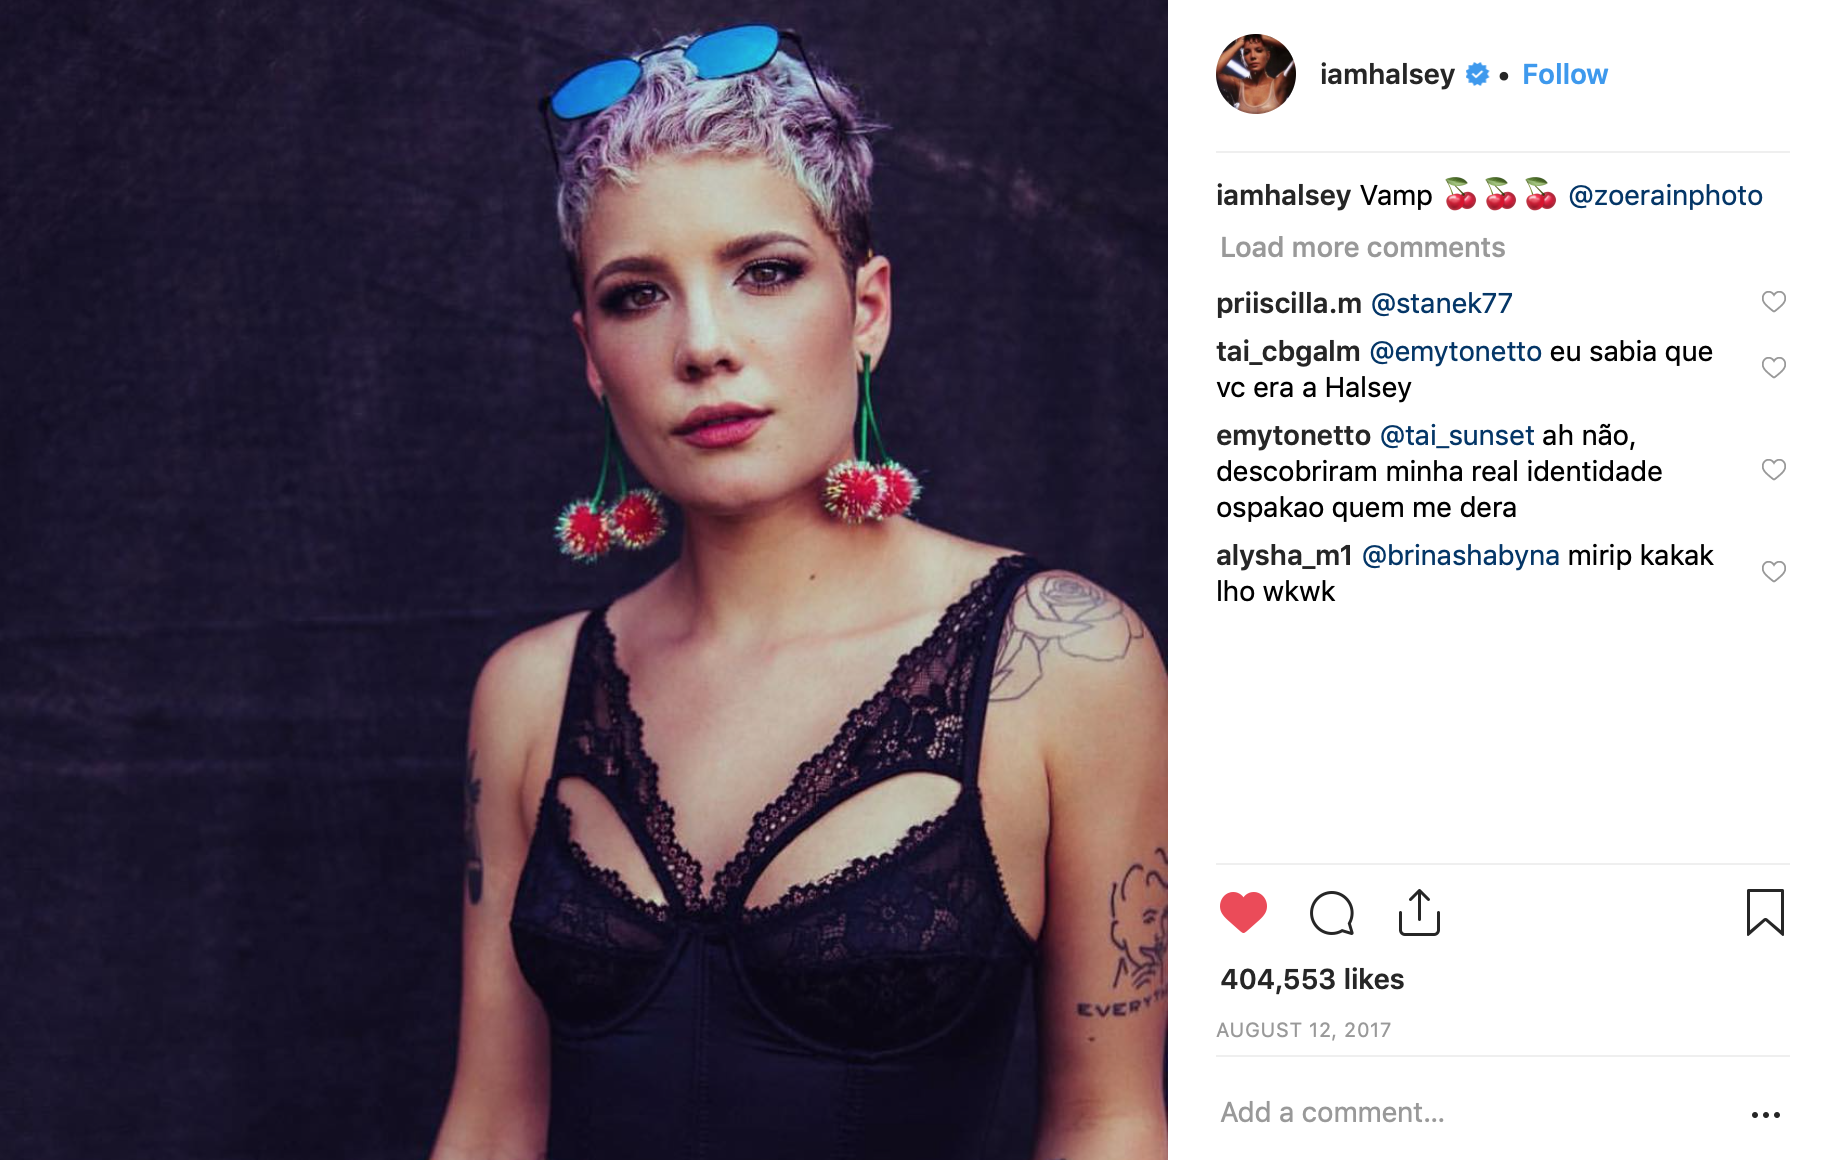 iamhalsey • Follow
iamhalsey Vamp 🍒🍒🍒 @zoerainphoto
Load more comments
priiscilla.m @stanek77
tai_cbgalm @emytonetto eu sabia que
vc era a Halsey
emytonetto @tai_sunset ah não,
descobriram minha real identidade
ospakao quem me dera
alysha_m1 @brinashabyna mirip kakak
lho wkwk
EVERYTH
404,553 likes
AUGUST 12, 2017
Add a comment...